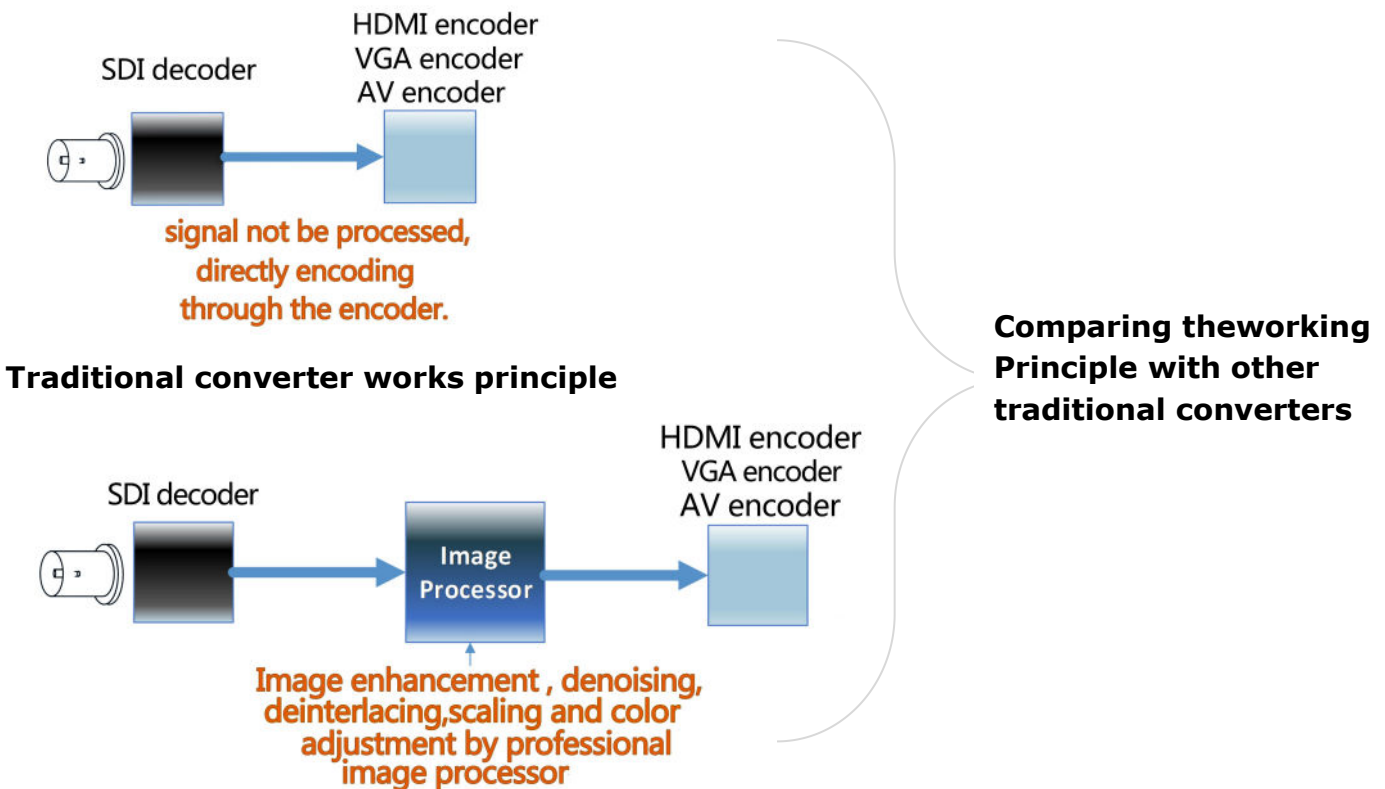 HDMI encoder
VGA encoder
AV encoder
SDI decoder
signal not be processed,
directly encoding
through the encoder.
Traditional converter works principle
Comparing theworking
Principle with other
traditional converters
HDMI encoder
VGA encoder
AV encoder
SDI decoder
Image
Processor
Image enhancement , denoising,
deinterlacing,scaling and color
adjustment by professional
image processor